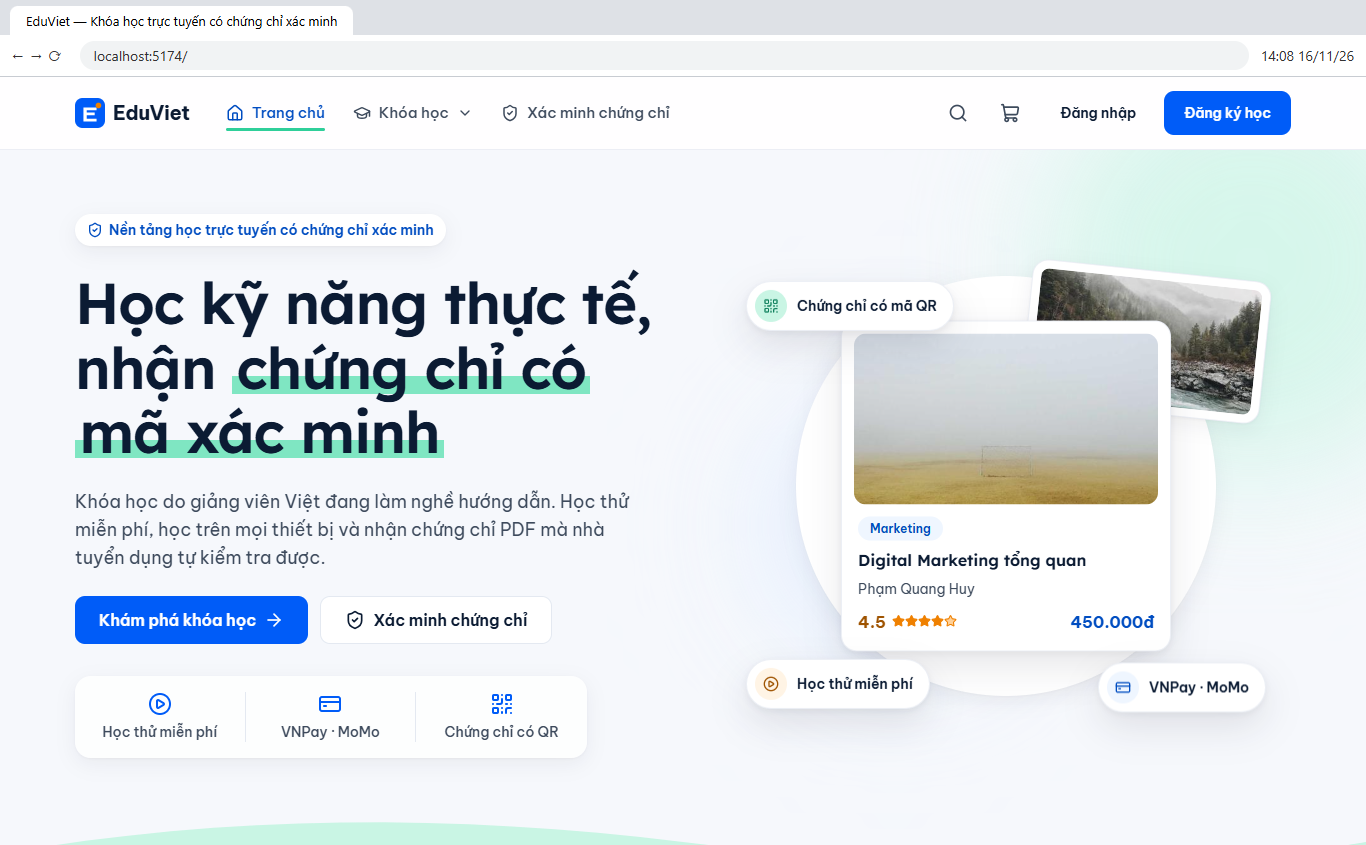 EduViet — Khóa học trực tuyến có chứng chỉ xác minh
localhost:5174/
14:08 16/11/26
EduViet
Trang chủ
Khóa học
Xác minh chứng chỉ
Đăng nhập
Đăng ký học
Nền tảng học trực tuyến có chứng chỉ xác minh
Học kỹ năng thực tế,
nhận chứng chỉ có
mã xác minh
Khóa học do giảng viên Việt đang làm nghề hướng dẫn. Học thử
miễn phí, học trên mọi thiết bị và nhận chứng chỉ PDF mà nhà
tuyển dụng tự kiểm tra được.
Khám phá khóa học
Xác minh chứng chỉ
Học thử miễn phí
VNPay · MoMo
Chứng chỉ có QR
Chứng chỉ có mã QR
Marketing
Digital Marketing tổng quan
Phạm Quang Huy
4.5
450.000đ
Học thử miễn phí
VNPay · MoMo